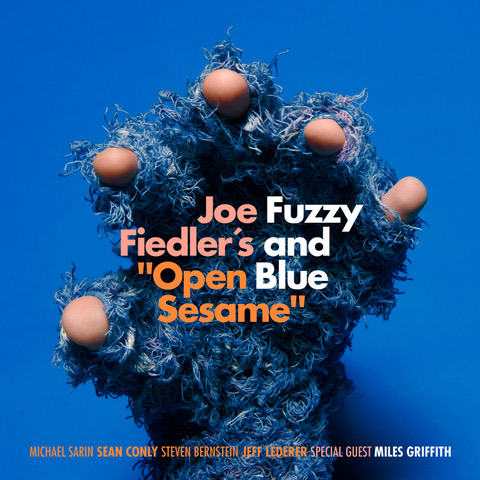 Joe Fuzzy
Fiedler´s and
"Open Blue
Sesame"
MICHAEL SARIN SEAN CONLY STEVEN BERNSTEIN JEFF LEDERER SPECIAL GUEST MILES GRIFFITH